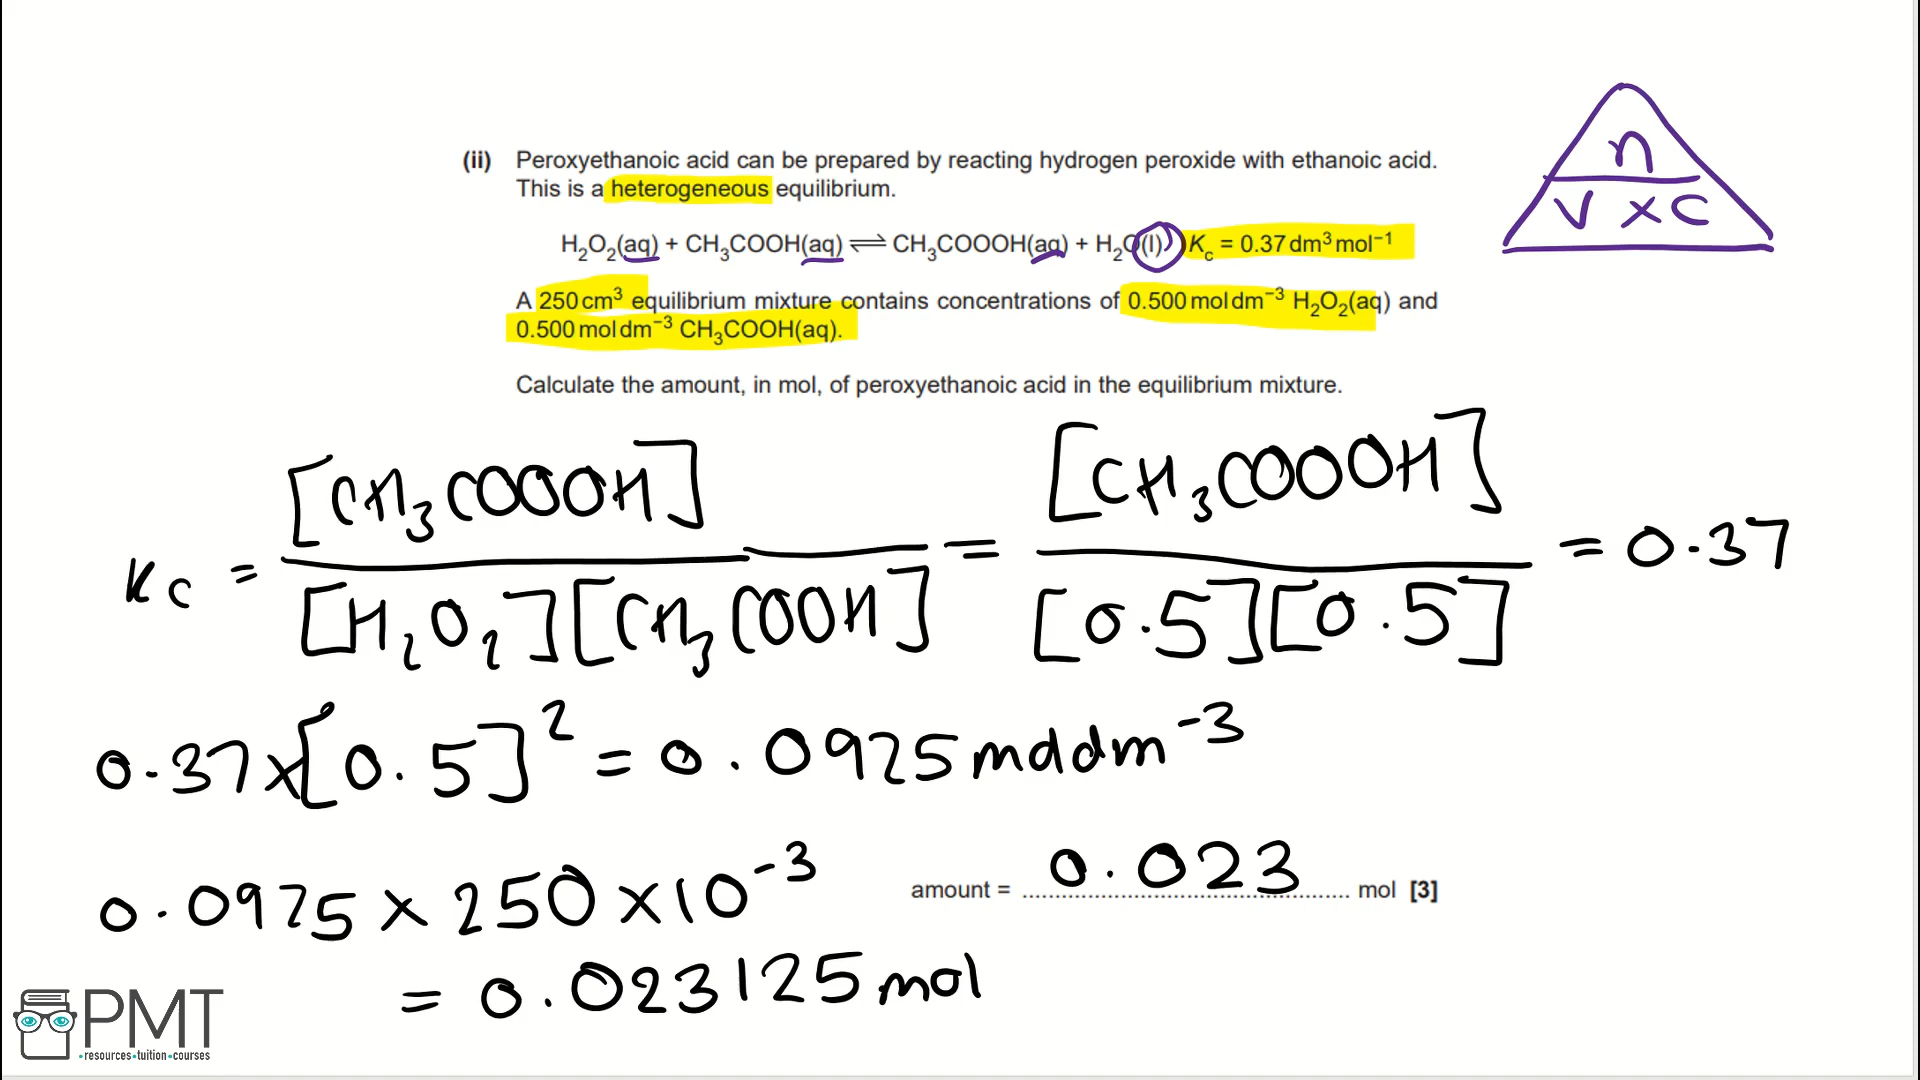 (ii) Peroxyethanoic acid can be prepared by reacting hydrogen peroxide with ethanoic acid.
This is a heterogeneous equilibrium.
H₂O₂(aq) + CH₃COOH(aq) ⇌ CH₃COOOH(aq) + H₂O(l) Kc = 0.37 dm³ mol⁻¹
n
V × C
A 250 cm³ equilibrium mixture contains concentrations of 0.500 mol dm⁻³ H₂O₂(aq) and
0.500 mol dm⁻³ CH₃COOH(aq).
Calculate the amount, in mol, of peroxyethanoic acid in the equilibrium mixture.
Kc = [CH₃COOOH] / [H₂O₂][CH₃COOH] = [CH₃COOOH] / [0.5][0.5] = 0.37
0.37 × [0.5]² = 0.0925 mol dm⁻³
0.0925 × 250 × 10⁻³
= 0.023125 mol
amount = 0.023 mol [3]
PMT
resources•tuition•courses